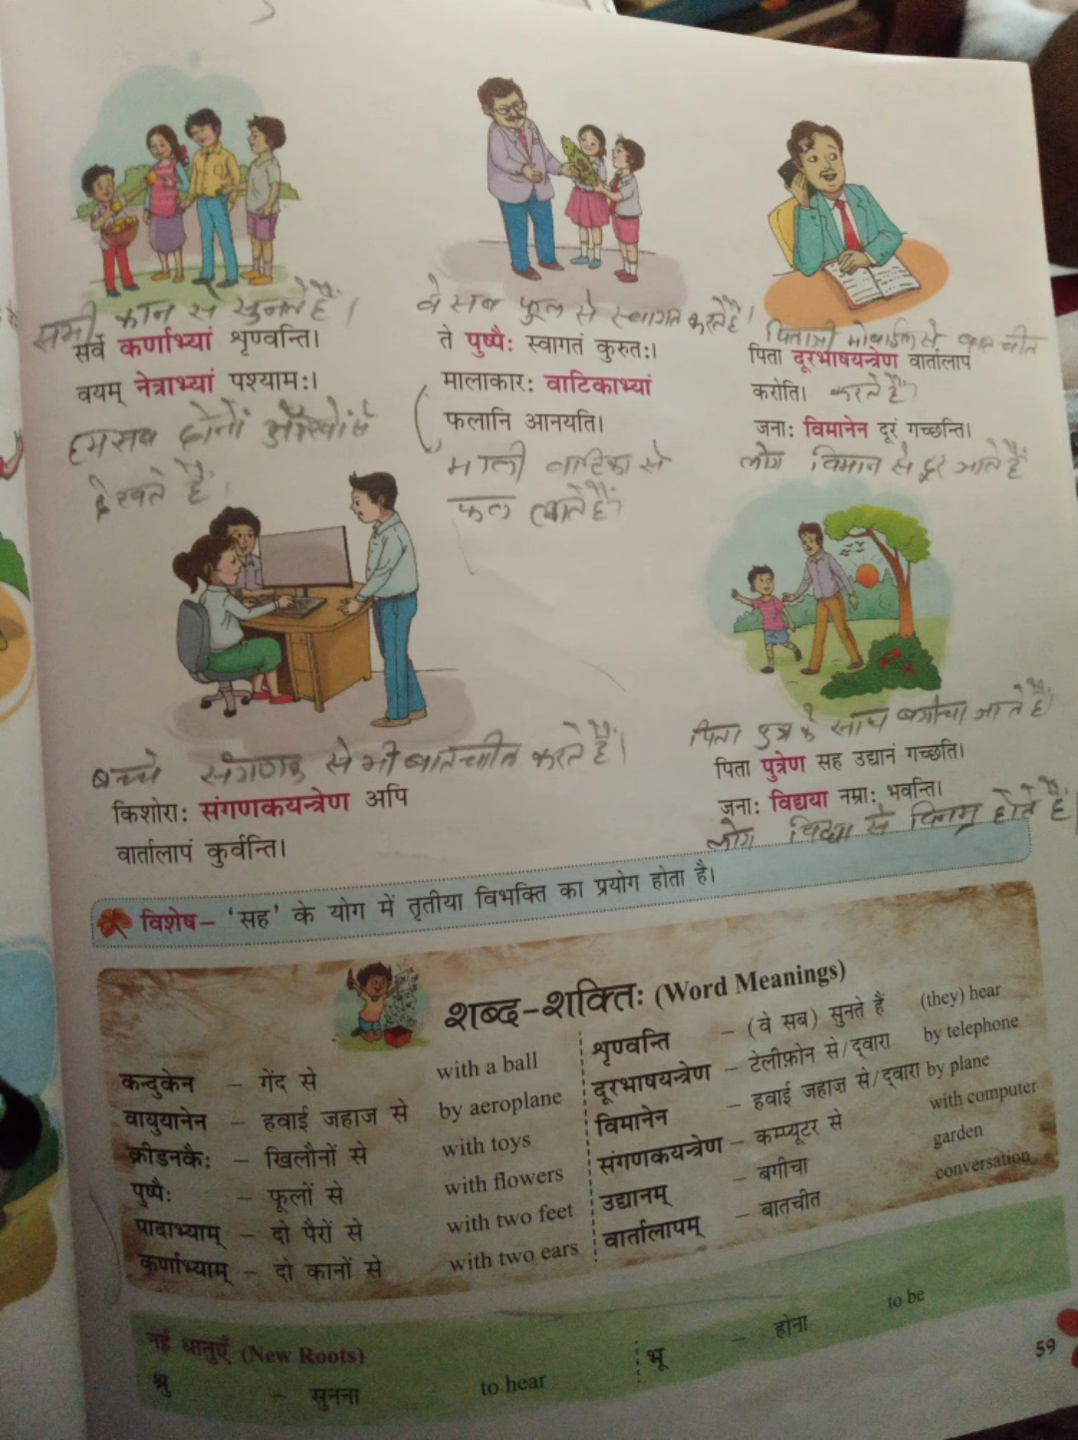 सभी कान से सुनते हैं।
सर्वे कर्णाभ्यां शृण्वन्ति।
वयम् नेत्राभ्यां पश्यामः।
हम सब दोनों आँखों से
देखते हैं।
वे सब फूल से स्वागत करते हैं।
ते पुष्पैः स्वागतं कुरुतः।
मालाकारः वाटिकाभ्यां
फलानि आनयति।
माली वाटिका से
फल लाते हैं?
पिताजी मोबाईल से बात चीत
पिता दूरभाषयन्त्रेण वार्तालापं
करोति। करते हैं?
जनाः विमानेन दूरं गच्छन्ति।
लोग विमान से दूर जाते हैं
बच्चे संगणक से भी बातचीत करते हैं।
किशोराः संगणकयन्त्रेण अपि
वार्तालापं कुर्वन्ति।
पिता पुत्र के साथ बगीचा जाते हैं
पिता पुत्रेण सह उद्यानं गच्छति।
जनाः विद्यया नम्राः भवन्ति।
लोग विद्या से विनम्र होते हैं।
विशेष– ‘सह’ के योग में तृतीया विभक्ति का प्रयोग होता है।
शब्द-शक्तिः (Word Meanings)
कन्दुकेन – गेंद से with a ball
वायुयानेन – हवाई जहाज से by aeroplane
क्रीडनकैः – खिलौनों से with toys
पुष्पैः – फूलों से with flowers
पादाभ्याम् – दो पैरों से with two feet
कर्णाभ्याम् – दो कानों से with two ears
शृण्वन्ति – (वे सब) सुनते हैं (they) hear
दूरभाषयन्त्रेण – टेलीफ़ोन से/द्वारा by telephone
विमानेन – हवाई जहाज़ से/द्वारा by plane
संगणकयन्त्रेण – कम्प्यूटर से with computer
उद्यानम् – बगीचा garden
वार्तालापम् – बातचीत conversation
नई धातुएँ (New Roots)
श्रु – सुनना to hear
भू – होना to be
59